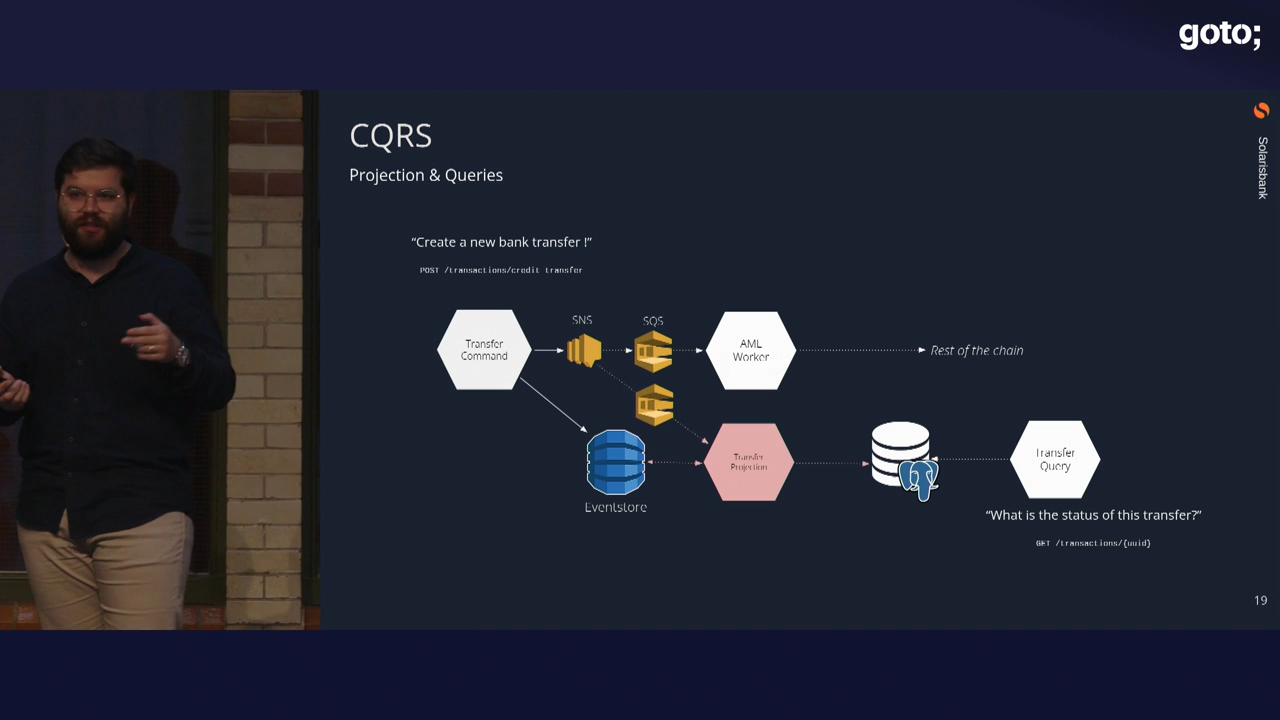 goto;
Solarisbank
CQRS
Projection & Queries
“Create a new bank transfer !”
POST /transactions/credit transfer
SNS
SQS
Transfer
Command
AML
Worker
Rest of the chain
Transfer
Projection
Transfer
Query
Eventstore
“What is the status of this transfer?”
GET /transactions/{uuid}
19